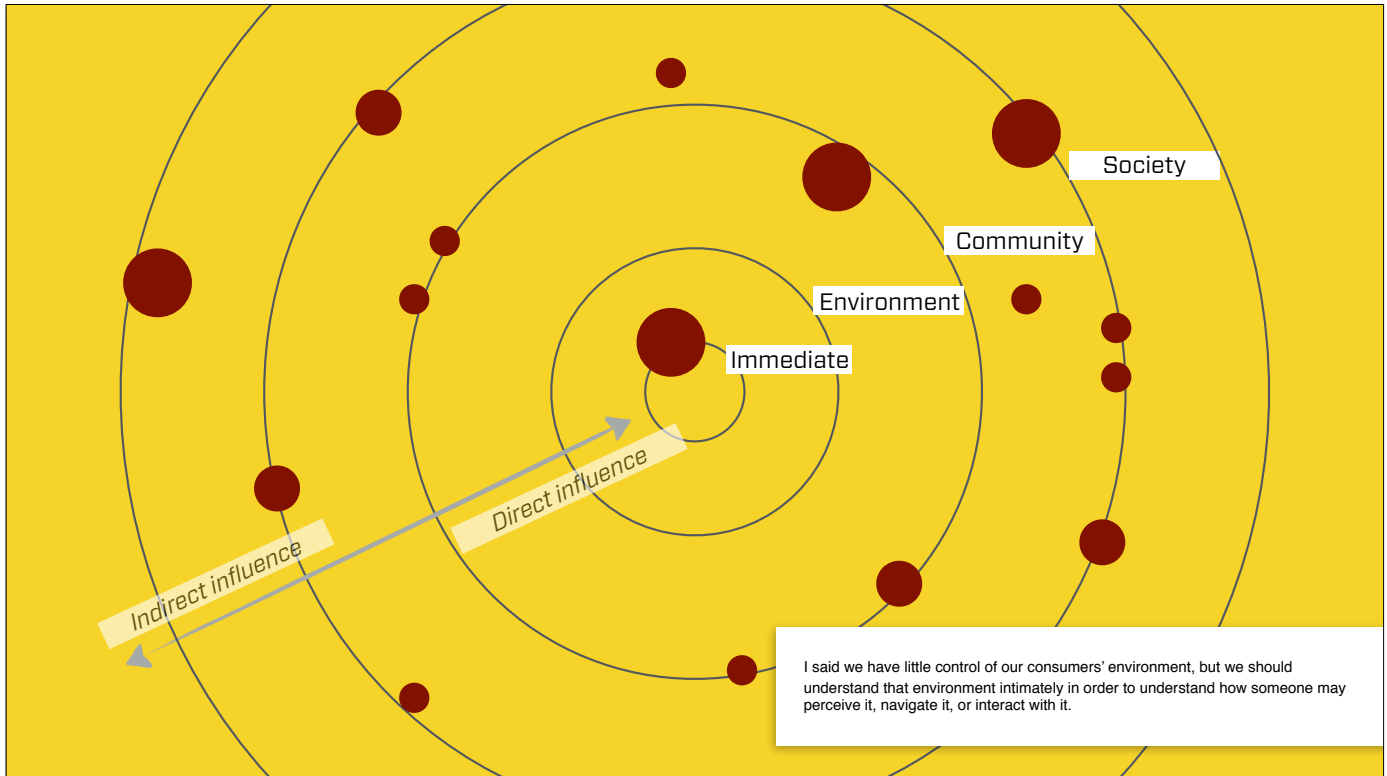 Society
Community
Environment
Immediate
Direct influence
Indirect influence
I said we have little control of our consumers’ environment, but we should
understand that environment intimately in order to understand how someone may
perceive it, navigate it, or interact with it.